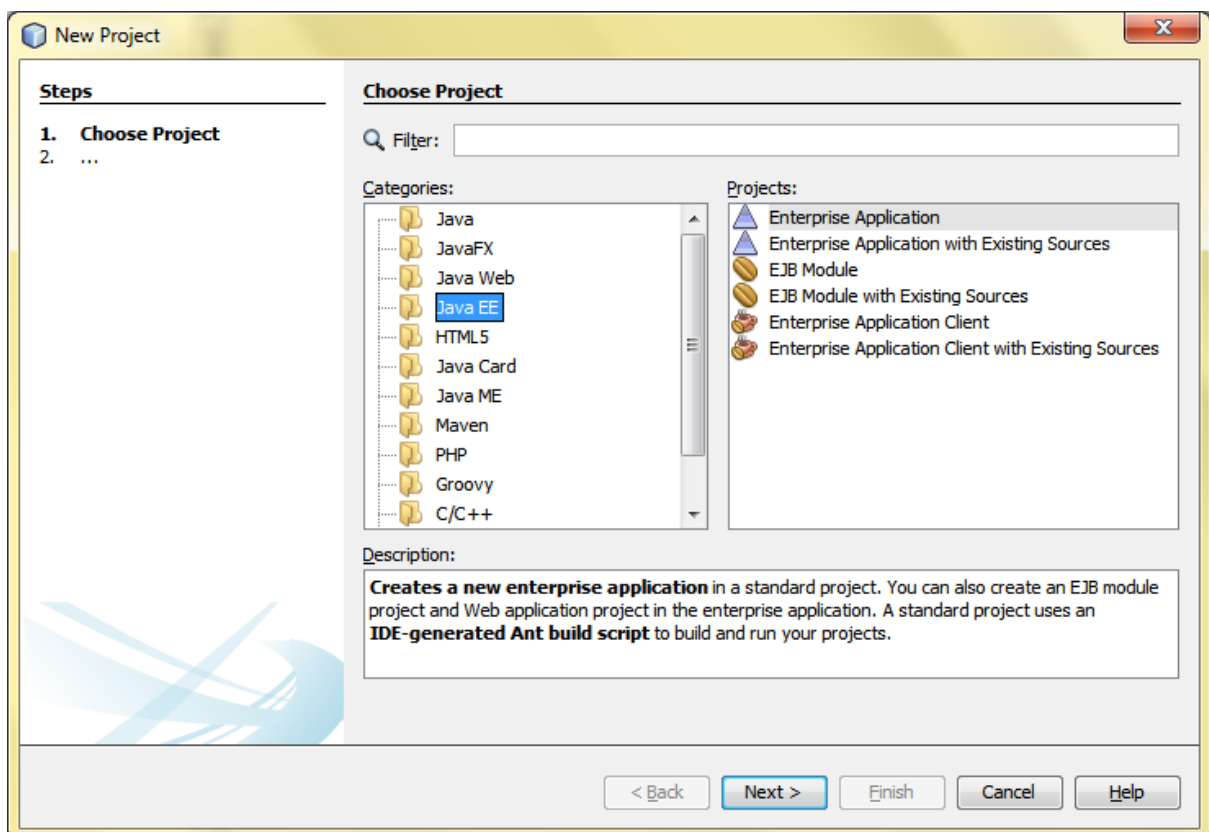 New Project
Steps
1. Choose Project
2. ...
Choose Project
Filter:
Categories:
Java
JavaFX
Java Web
Java EE
HTML5
Java Card
Java ME
Maven
PHP
Groovy
C/C++
Projects:
Enterprise Application
Enterprise Application with Existing Sources
EJB Module
EJB Module with Existing Sources
Enterprise Application Client
Enterprise Application Client with Existing Sources
Description:
Creates a new enterprise application in a standard project. You can also create an EJB module
project and Web application project in the enterprise application. A standard project uses an
IDE-generated Ant build script to build and run your projects.
< Back
Next >
Finish
Cancel
Help